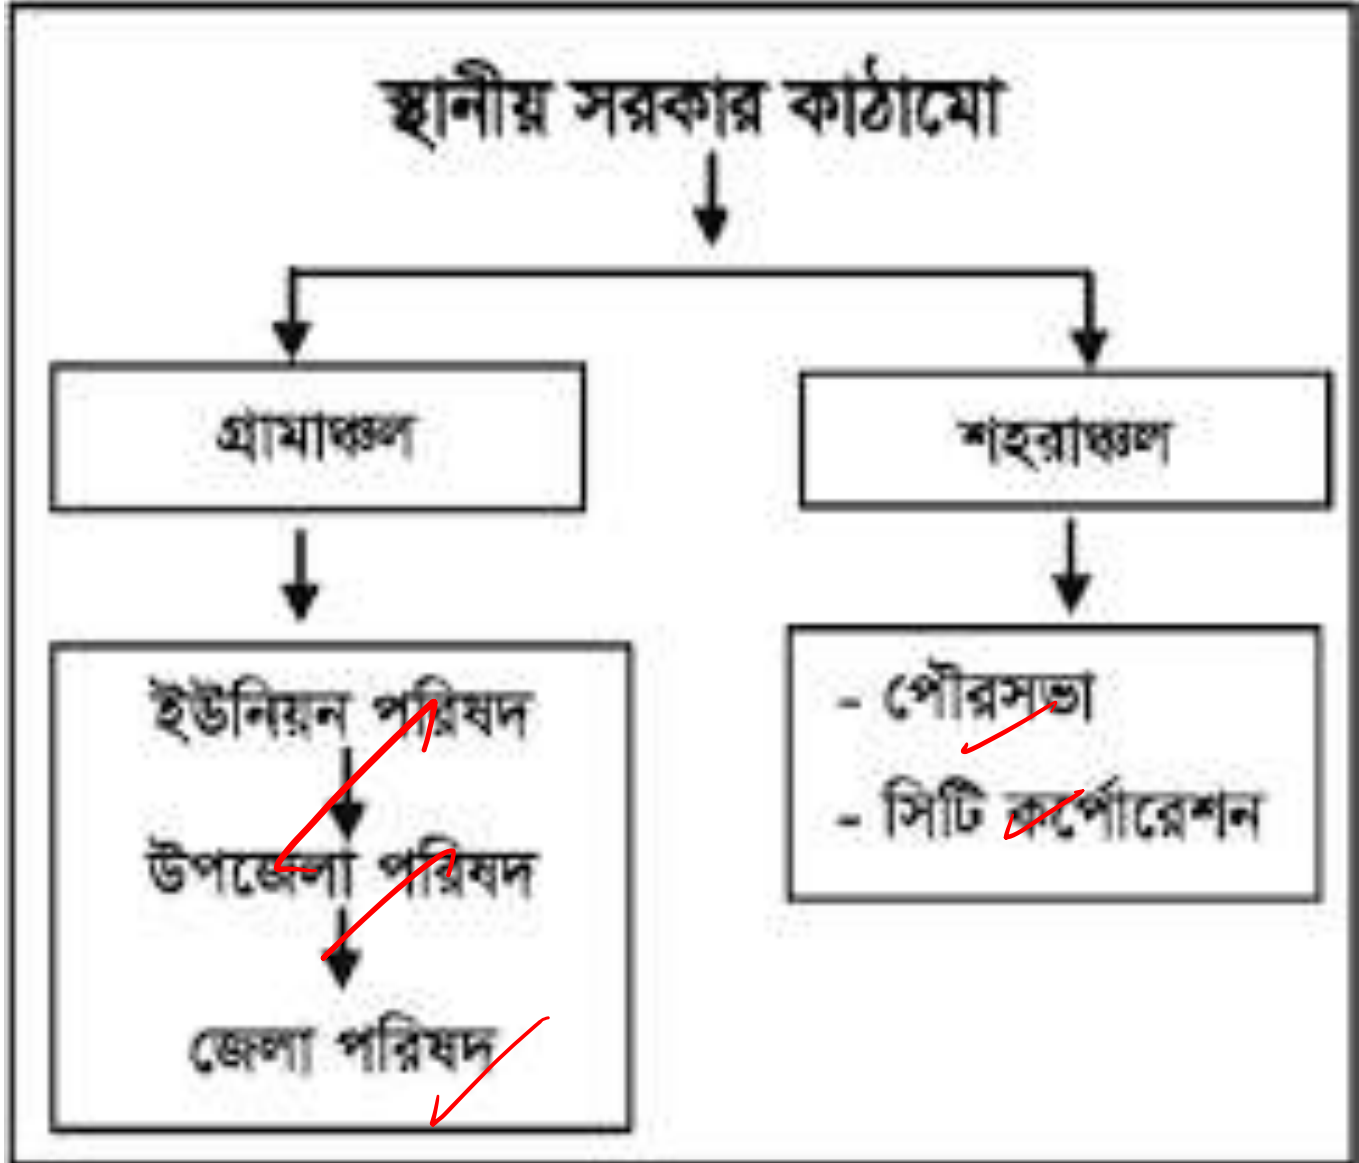 স্থানীয় সরকার কাঠামো
গ্রামাঞ্চল
শহরাঞ্চল
ইউনিয়ন পরিষদ
উপজেলা পরিষদ
জেলা পরিষদ
- পৌরসভা
- সিটি কর্পোরেশন